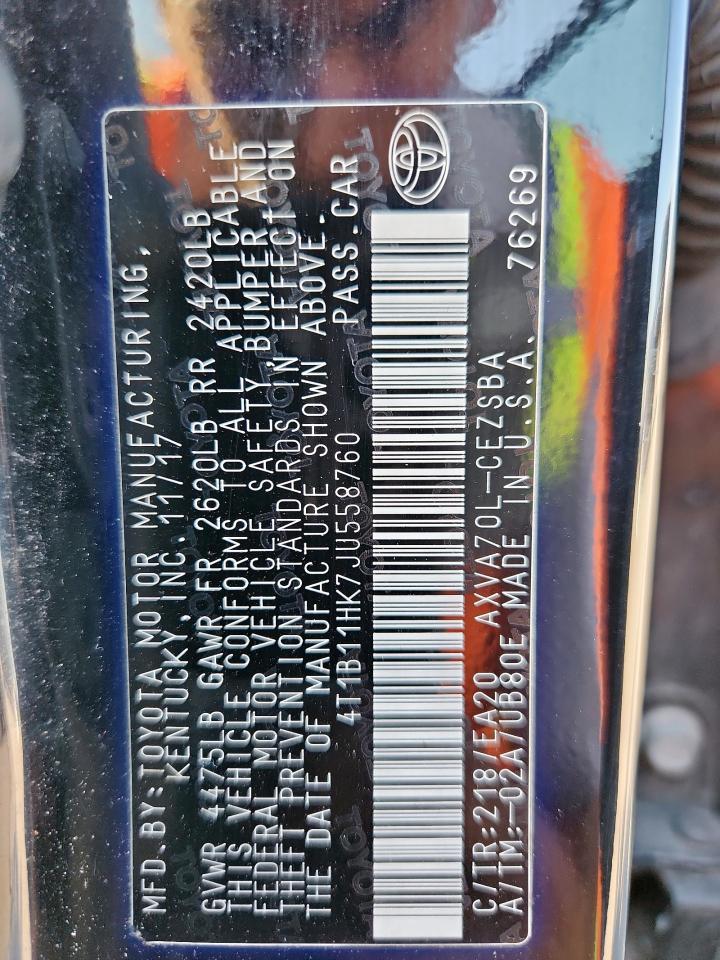 MFD.BY:TOYOTA MOTOR MANUFACTURING,
KENTUCKY,INC.11/17
GVWR 4475LB GAWR FR 2620LB RR 2420LB
THIS VEHICLE CONFORMS TO ALL APPLICABLE
FEDERAL MOTOR VEHICLE SAFETY,BUMPER AND
THEFT PREVENTION STANDARDS IN EFFECT ON
THE DATE OF MANUFACTURE SHOWN ABOVE.
4T1B11HK7JU558760 PASS.CAR
C/TR:218/EA20 AXVA70L-CEZSBA
A/TM:-02A/UB80E MADE IN U.S.A. 76269